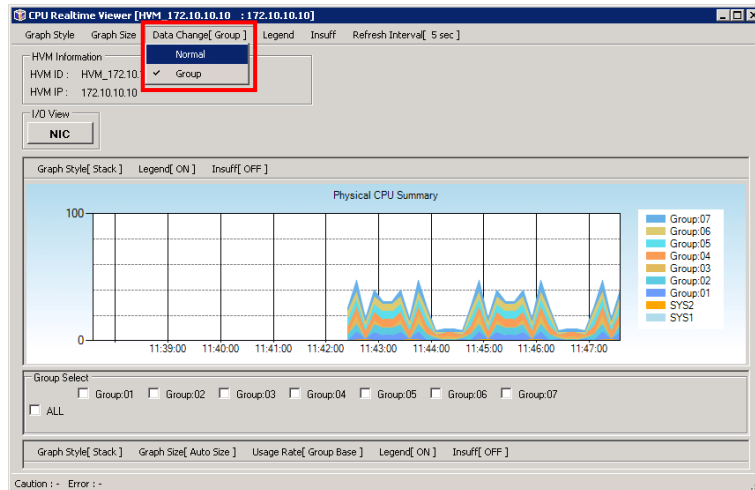 CPU Realtime Viewer [HVM_172.10.10.10 : 172.10.10.10]
Graph Style Graph Size Data Change[ Group ] Legend Insuff Refresh Interval[ 5 sec ]
Normal
Group
HVM Information
HVM ID : HVM_172.10.
HVM IP : 172.10.10.10
I/O View
NIC
Graph Style[ Stack ] Legend[ ON ] Insuff[ OFF ]
Physical CPU Summary
100
0
11:39:00 11:40:00 11:41:00 11:42:00 11:43:00 11:44:00 11:45:00 11:46:00 11:47:00
Group:07
Group:06
Group:05
Group:04
Group:03
Group:02
Group:01
SYS2
SYS1
Group Select
Group:01 Group:02 Group:03 Group:04 Group:05 Group:06 Group:07
ALL
Graph Style[ Stack ] Graph Size[ Auto Size ] Usage Rate[ Group Base ] Legend[ ON ] Insuff[ OFF ]
Caution : - Error : -